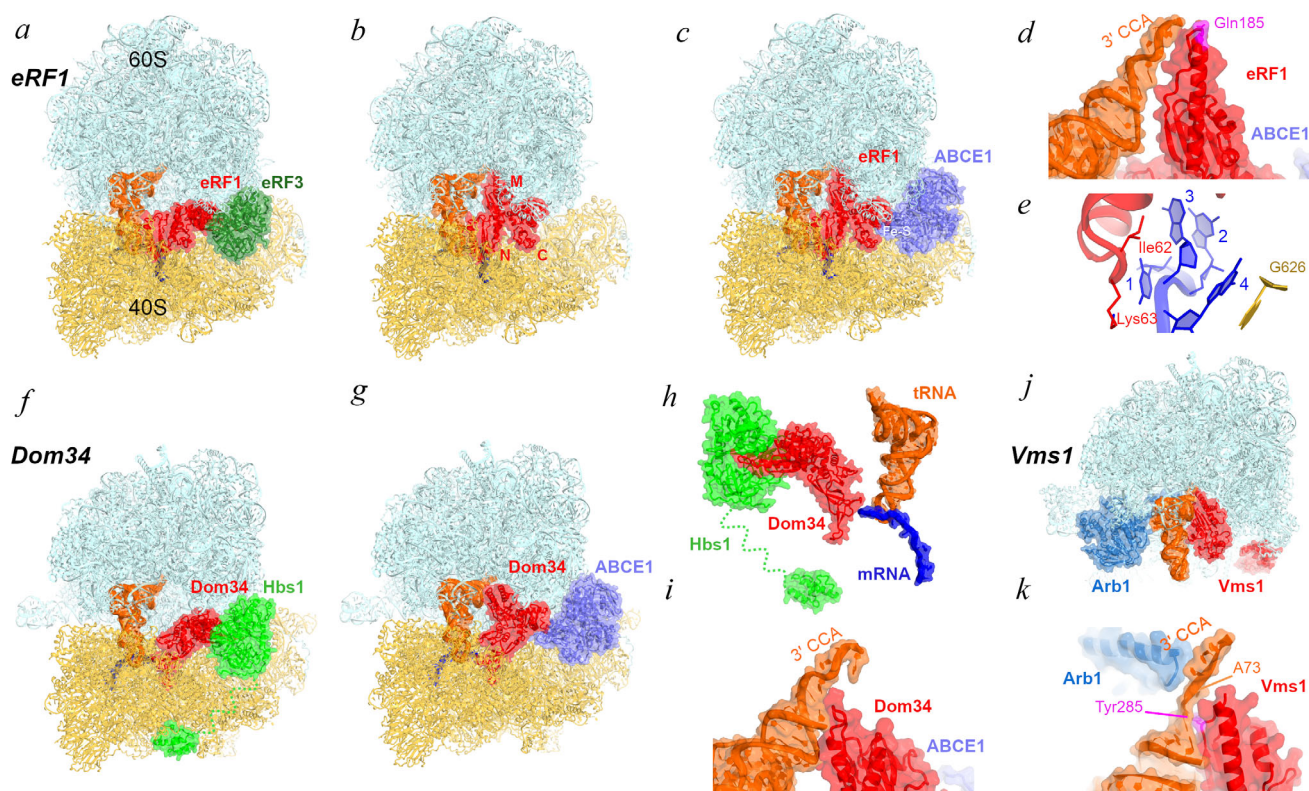 a
eRF1
60S
eRF1
eRF3
40S
b
M
N
C
c
eRF1
ABCE1
Fe-S
d
3' CCA
Gln185
eRF1
ABCE1
e
3
Ile62
2
1
4
G626
Lys63
f
Dom34
Dom34
Hbs1
g
Dom34
ABCE1
h
tRNA
Dom34
Hbs1
mRNA
i
3' CCA
Dom34
ABCE1
j
Vms1
Arb1
Vms1
k
3' CCA
Arb1
A73
Vms1
Tyr285